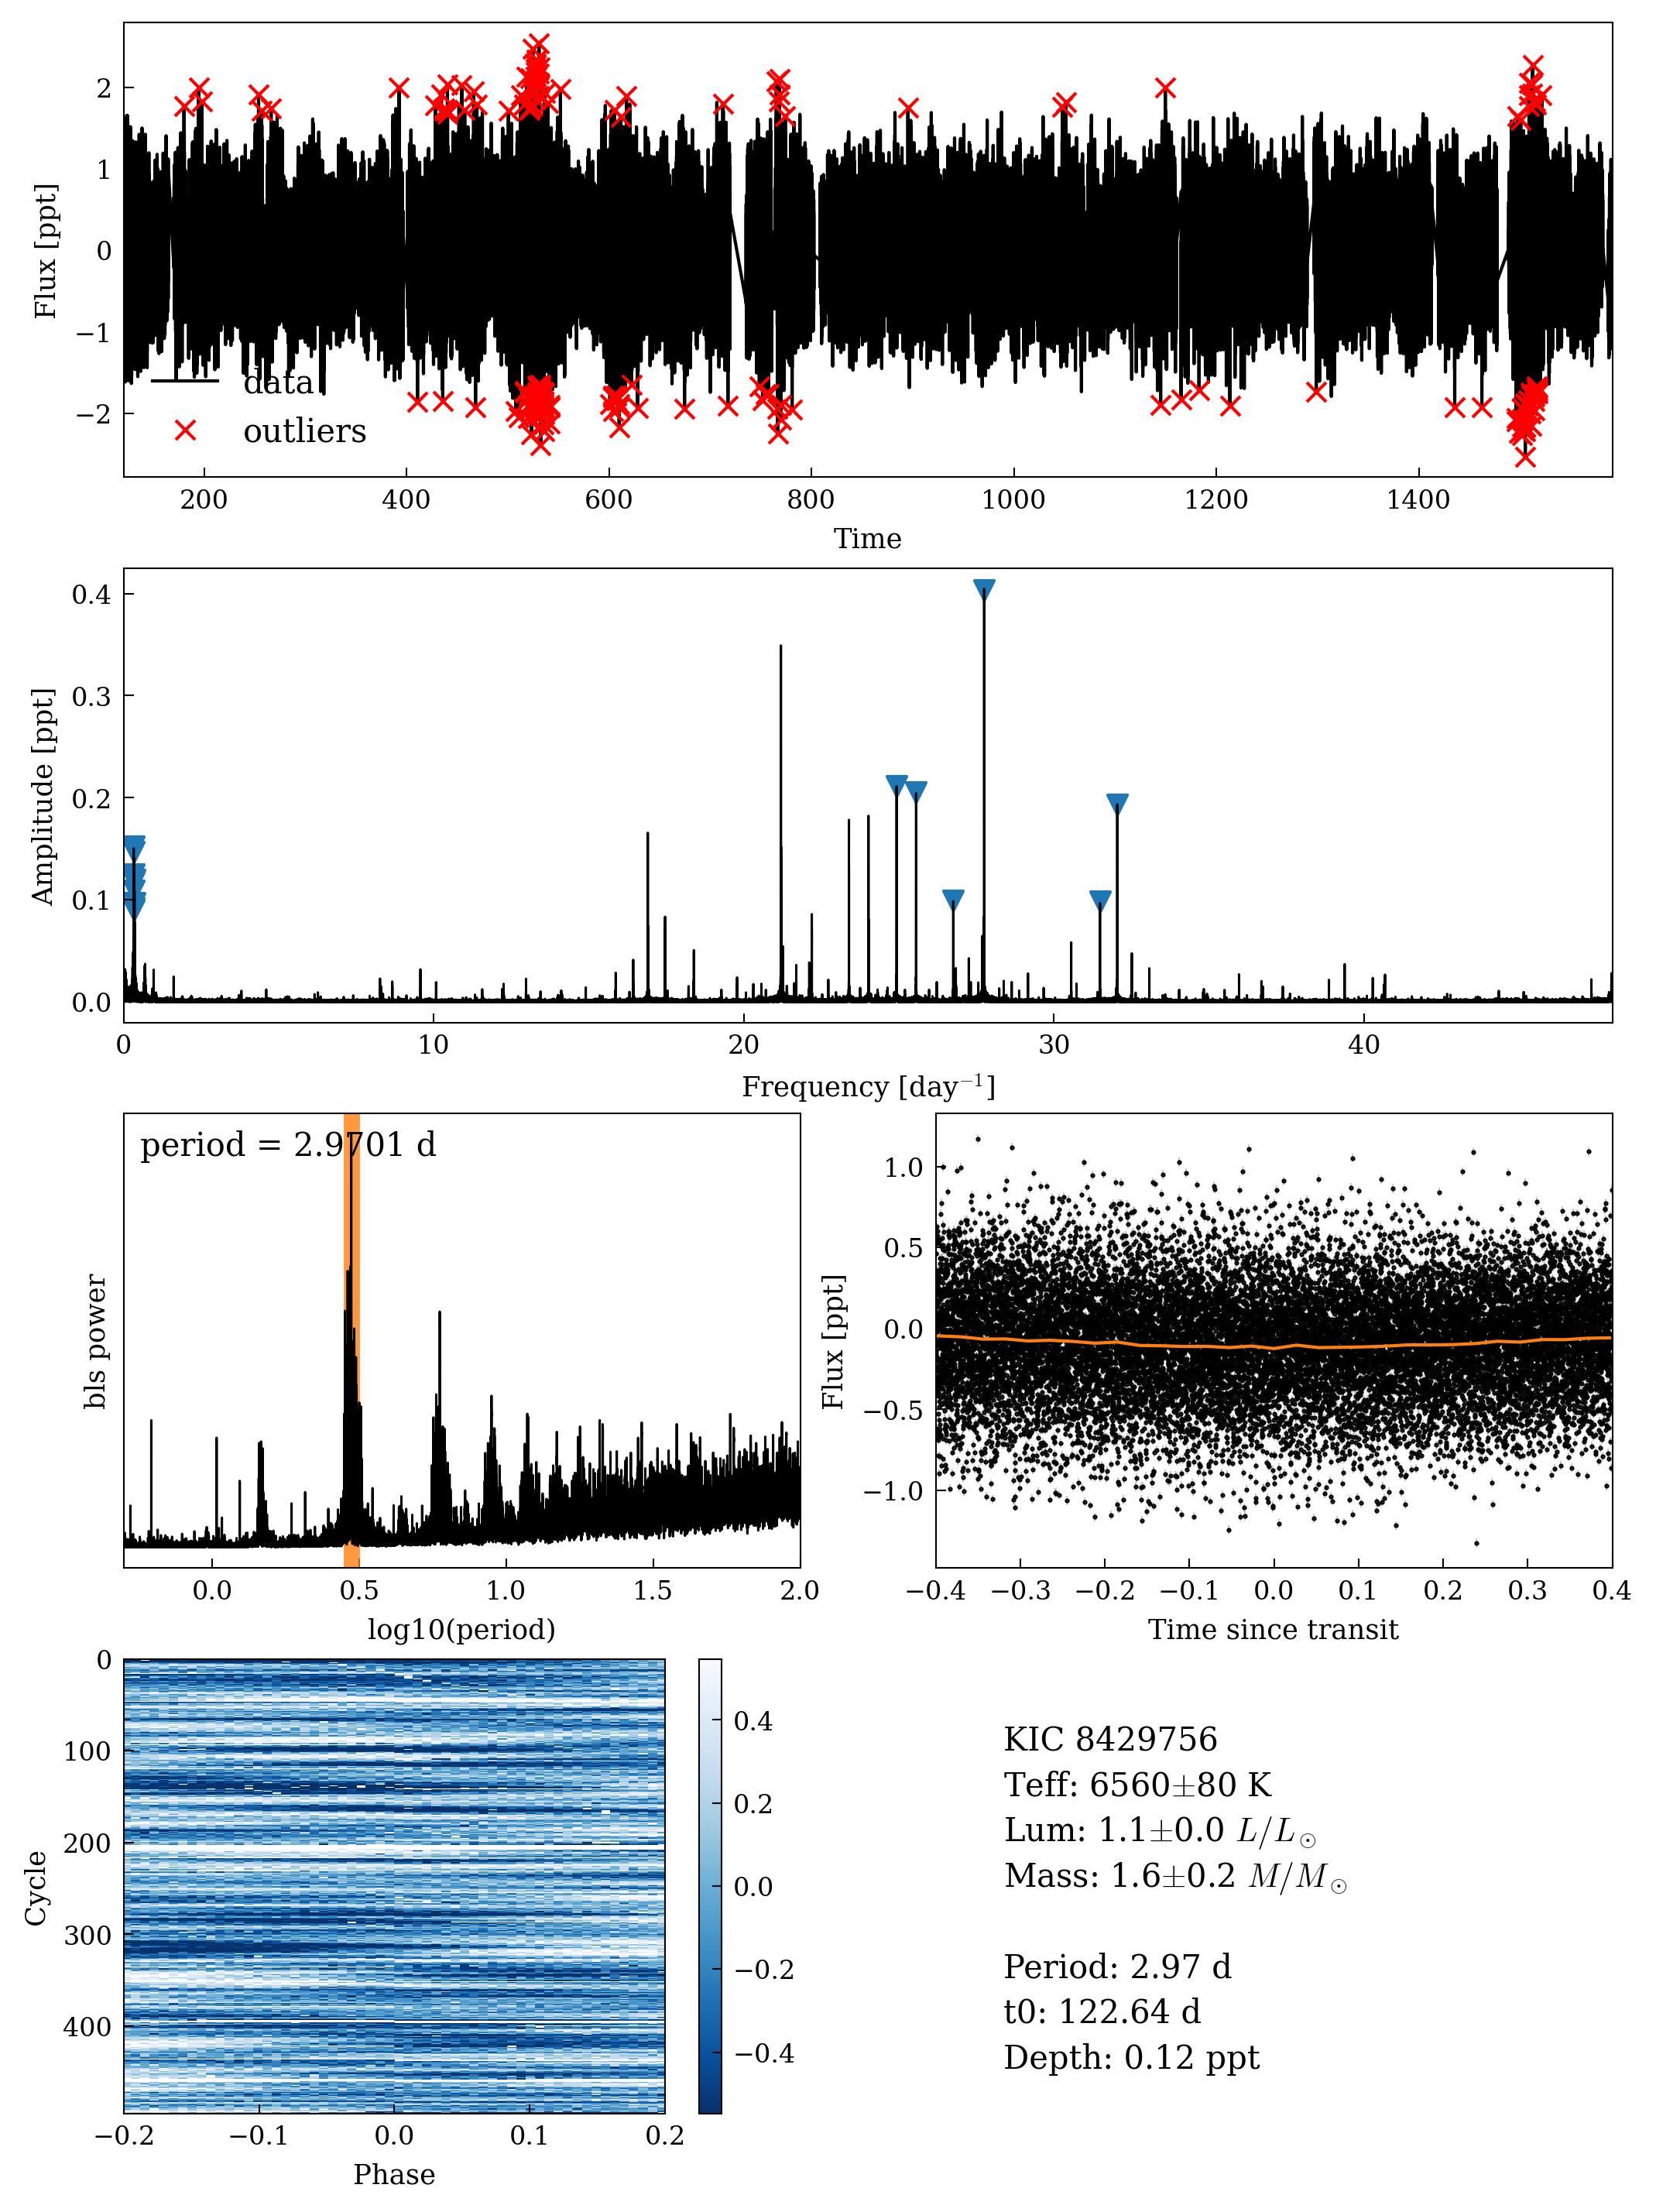 2
1
0
−1
−2
Flux [ppt]
data
outliers
200 400 600 800 1000 1200 1400
Time
0.4
0.3
0.2
0.1
0.0
Amplitude [ppt]
0 10 20 30 40
Frequency [day⁻¹]
period = 2.9701 d
bls power
0.0 0.5 1.0 1.5 2.0
log10(period)
1.0
0.5
0.0
−0.5
−1.0
Flux [ppt]
−0.4 −0.3 −0.2 −0.1 0.0 0.1 0.2 0.3 0.4
Time since transit
0
100
200
300
400
Cycle
−0.2 −0.1 0.0 0.1 0.2
Phase
0.4
0.2
0.0
−0.2
−0.4
KIC 8429756
Teff: 6560±80 K
Lum: 1.1±0.0 L/L⊙
Mass: 1.6±0.2 M/M⊙
Period: 2.97 d
t0: 122.64 d
Depth: 0.12 ppt